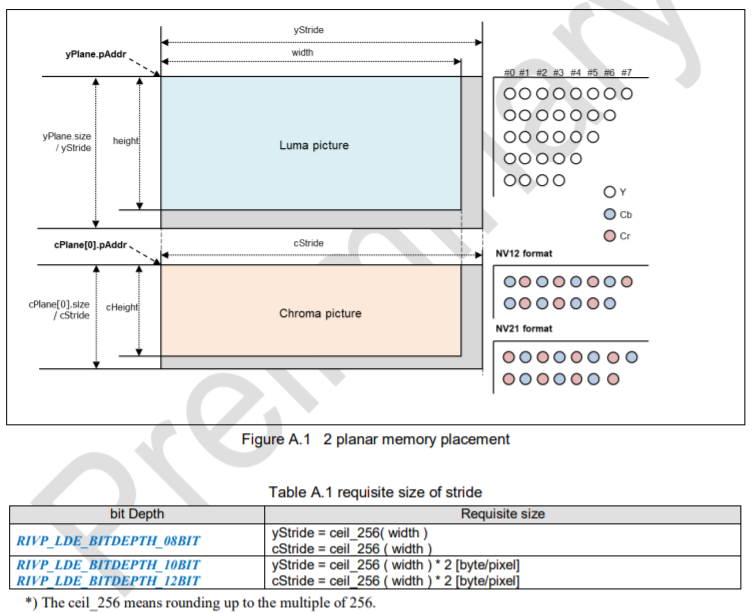 Preliminary
yStride
width
yPlane.pAddr
#0 #1 #2 #3 #4 #5 #6 #7
yPlane.size
/ yStride
height
Luma picture
Y
Cb
Cr
cPlane[0].pAddr
cStride
NV12 format
cPlane[0].size
/ cStride
cHeight
Chroma picture
NV21 format
Figure A.1 2 planar memory placement
Table A.1 requisite size of stride
bit Depth
Requisite size
RIVP_LDE_BITDEPTH_08BIT
yStride = ceil_256( width )
cStride = ceil_256 ( width )
RIVP_LDE_BITDEPTH_10BIT
RIVP_LDE_BITDEPTH_12BIT
yStride = ceil_256 ( width ) * 2 [byte/pixel]
cStride = ceil_256 ( width ) * 2 [byte/pixel]
*) The ceil_256 means rounding up to the multiple of 256.